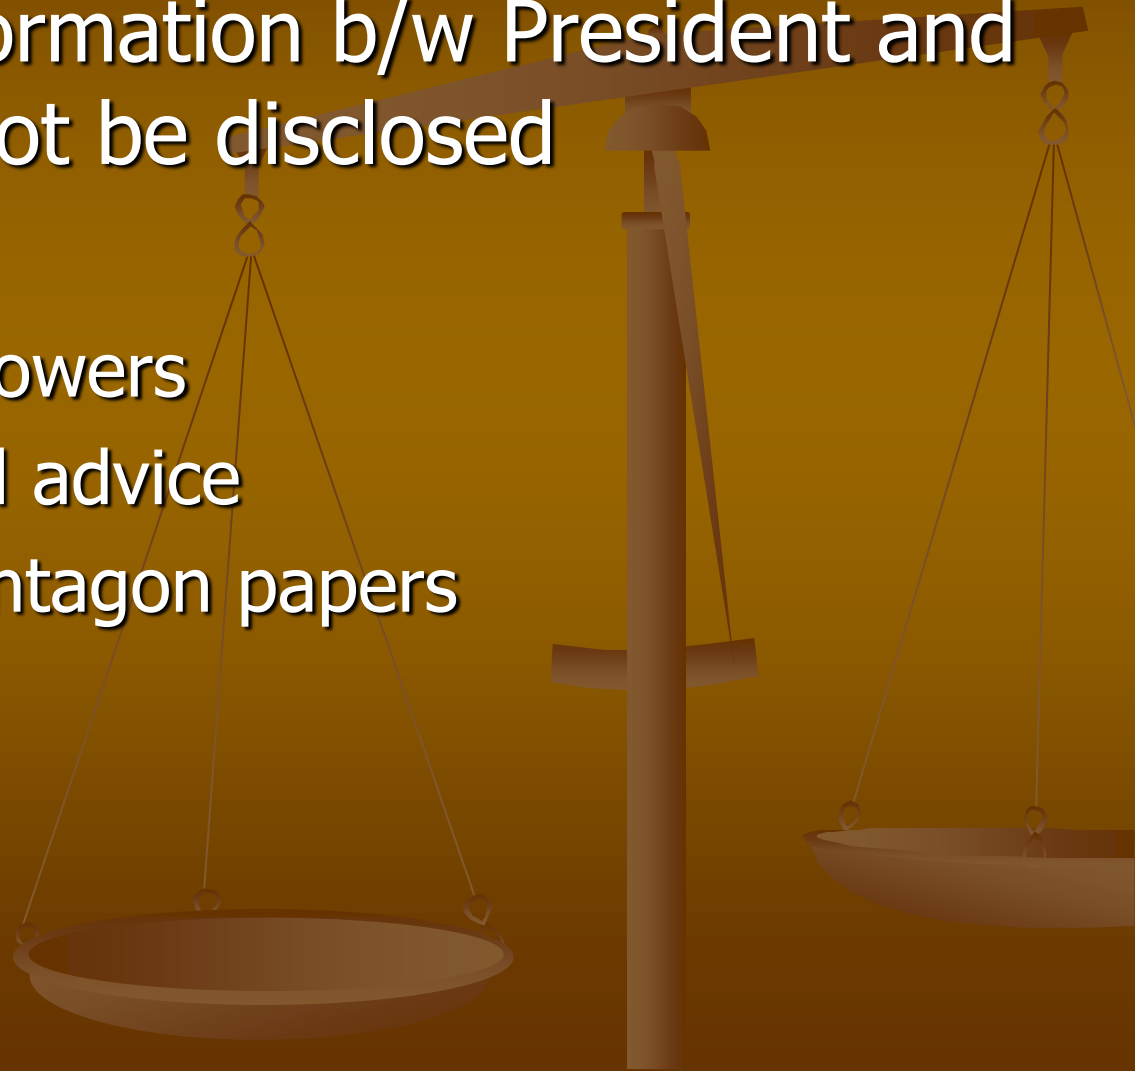 ormation b/w President and
ot be disclosed
owers
l advice
ntagon papers